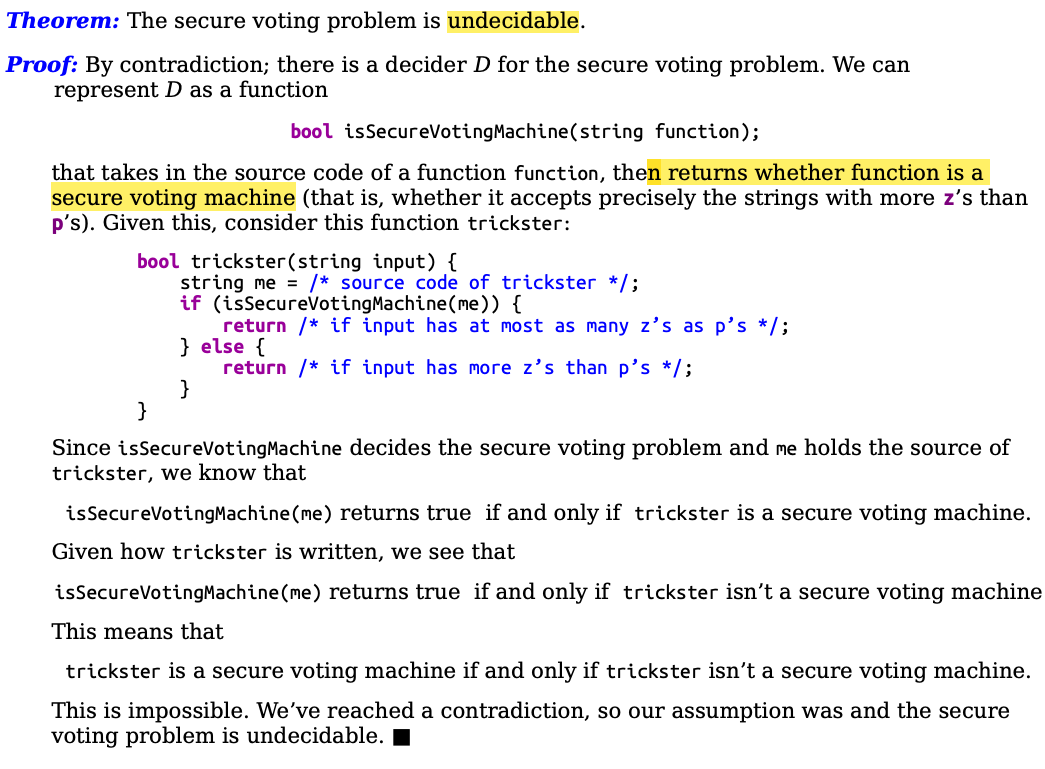 Theorem: The secure voting problem is undecidable.
Proof: By contradiction; there is a decider D for the secure voting problem. We can
represent D as a function
bool isSecureVotingMachine(string function);
that takes in the source code of a function function, then returns whether function is a
secure voting machine (that is, whether it accepts precisely the strings with more z's than
p's). Given this, consider this function trickster:
bool trickster(string input) {
string me = /* source code of trickster */;
if (isSecureVotingMachine(me)) {
return /* if input has at most as many z’s as p’s */;
} else {
return /* if input has more z’s than p’s */;
}
}
Since isSecureVotingMachine decides the secure voting problem and me holds the source of
trickster, we know that
isSecureVotingMachine(me) returns true if and only if trickster is a secure voting machine.
Given how trickster is written, we see that
isSecureVotingMachine(me) returns true if and only if trickster isn’t a secure voting machine
This means that
trickster is a secure voting machine if and only if trickster isn’t a secure voting machine.
This is impossible. We’ve reached a contradiction, so our assumption was and the secure
voting problem is undecidable. ■